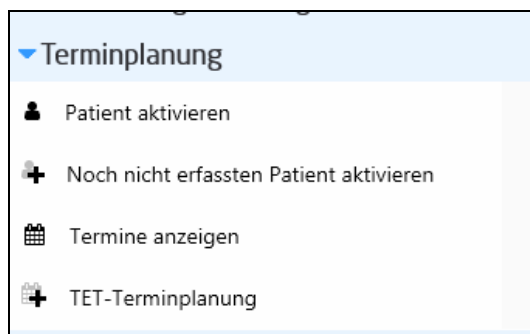 Terminplanung
Patient aktivieren
Noch nicht erfassten Patient aktivieren
Termine anzeigen
TET-Terminplanung